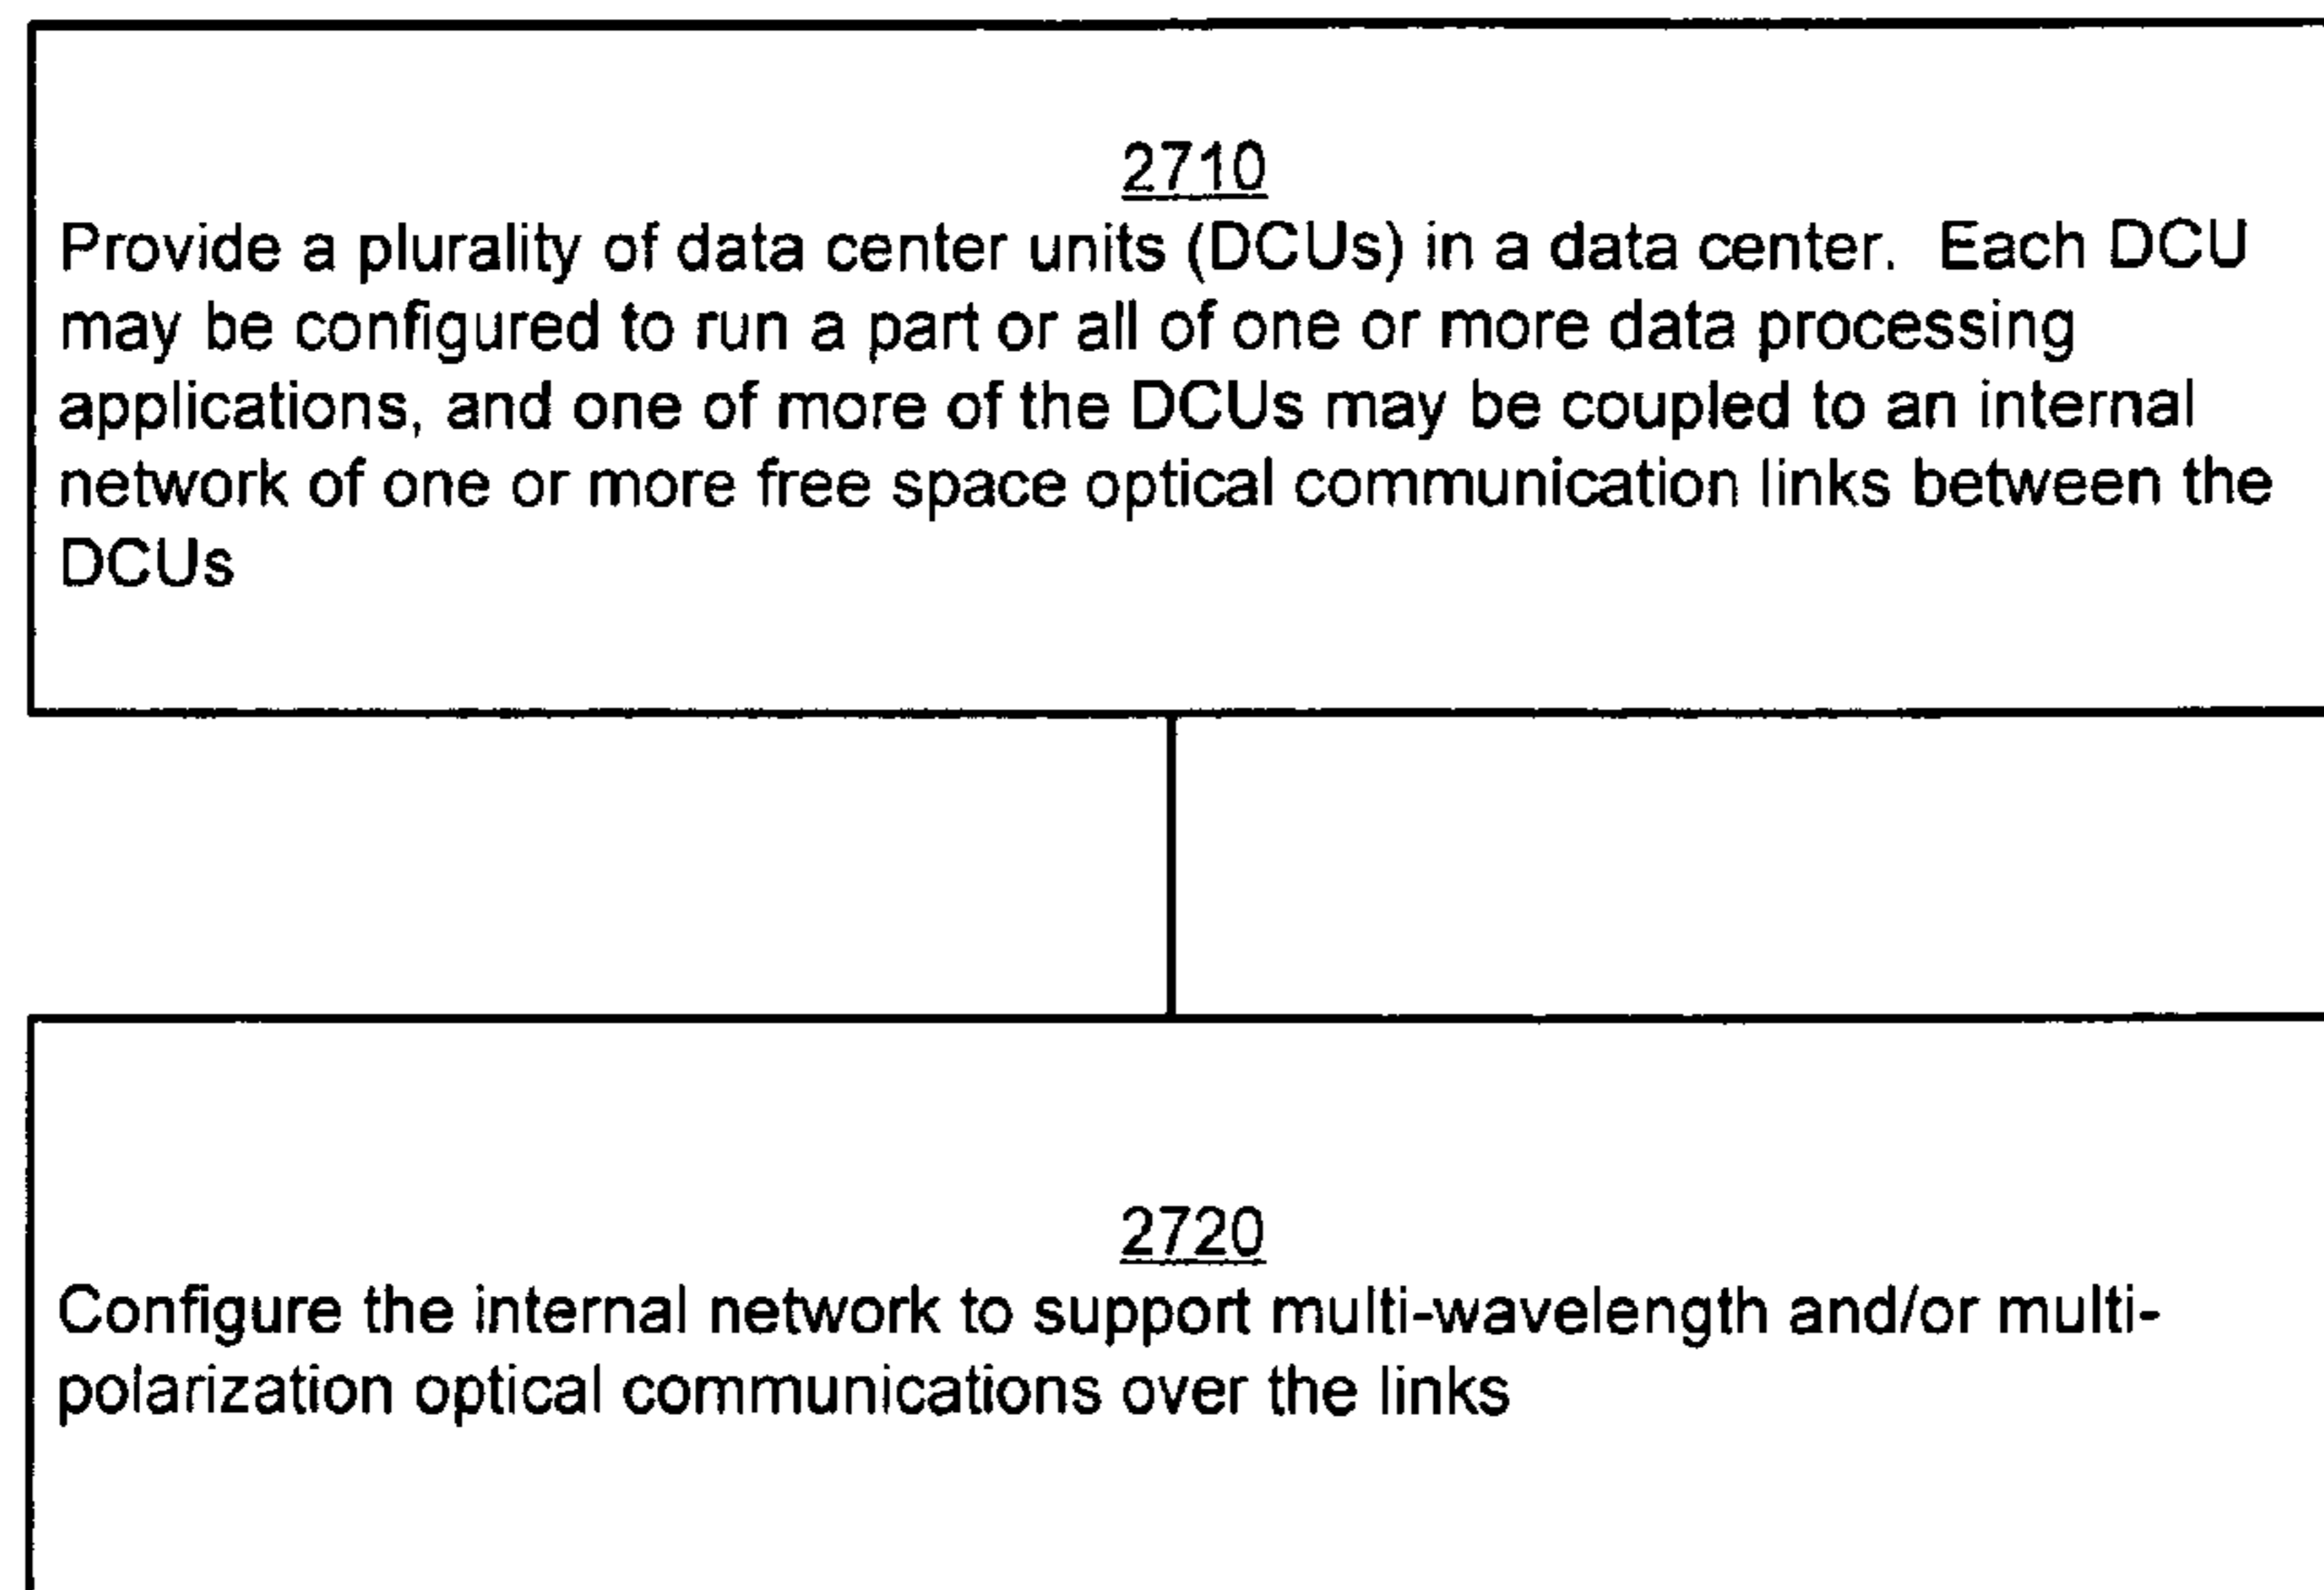 2710
Provide a plurality of data center units (DCUs) in a data center. Each DCU
may be configured to run a part or all of one or more data processing
applications, and one of more of the DCUs may be coupled to an internal
network of one or more free space optical communication links between the
DCUs
2720
Configure the internal network to support multi-wavelength and/or multi-
polarization optical communications over the links